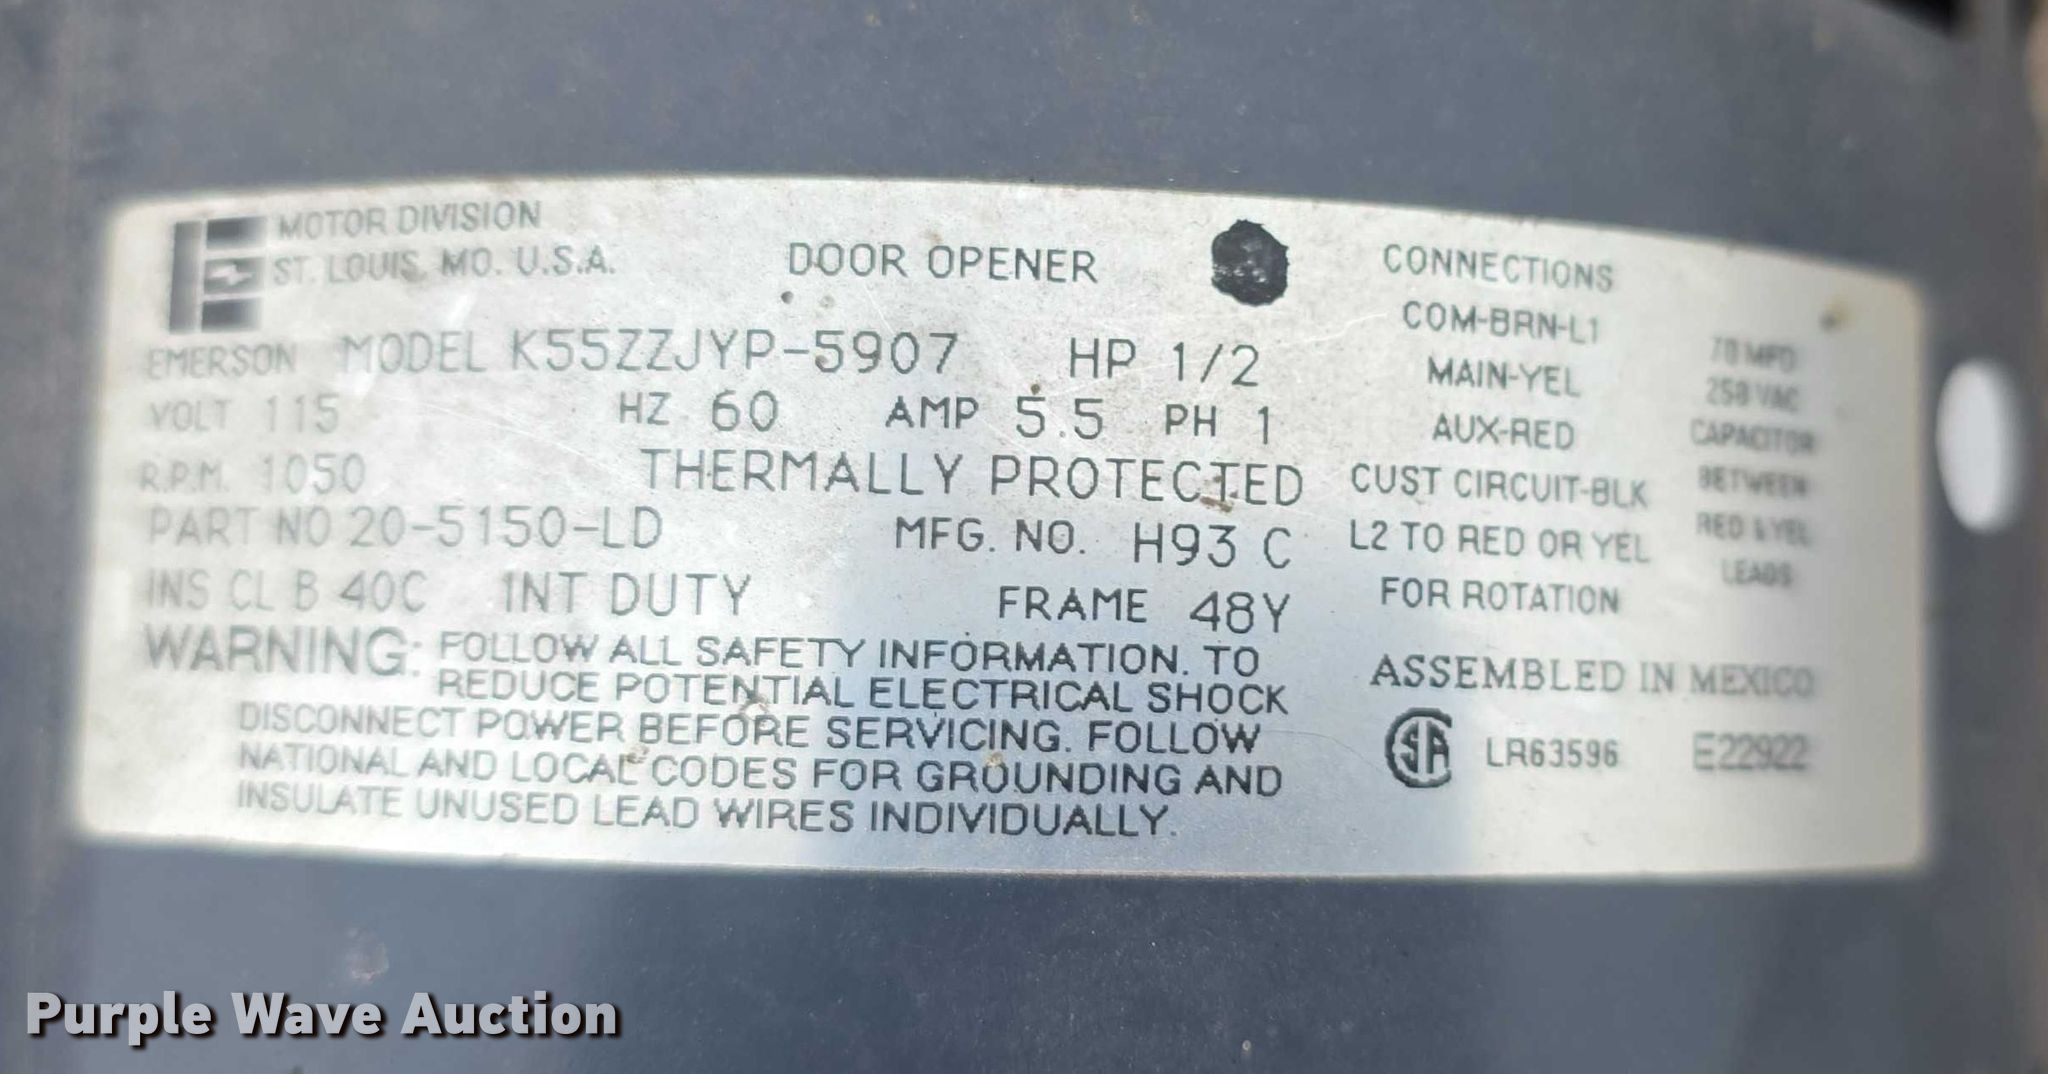 MOTOR DIVISION
ST. LOUIS, MO. U.S.A.
DOOR OPENER
EMERSON MODEL K55ZZJYP-5907 HP 1/2
VOLT 115 HZ 60 AMP 5.5 PH 1
R.P.M. 1050 THERMALLY PROTECTED
PART NO 20-5150-LD MFG. NO. H93 C
INS CL B 40C INT DUTY FRAME 48Y
WARNING: FOLLOW ALL SAFETY INFORMATION. TO
REDUCE POTENTIAL ELECTRICAL SHOCK
DISCONNECT POWER BEFORE SERVICING. FOLLOW
NATIONAL AND LOCAL CODES FOR GROUNDING AND
INSULATE UNUSED LEAD WIRES INDIVIDUALLY.
CONNECTIONS
COM-BRN-L1
MAIN-YEL
AUX-RED
CUST CIRCUIT-BLK
L2 TO RED OR YEL
FOR ROTATION
MFD
VAC
CAPACITOR
BETWEEN
RED & YEL
LEADS
ASSEMBLED IN MEXICO
SA LR63596 E22922
Purple Wave Auction